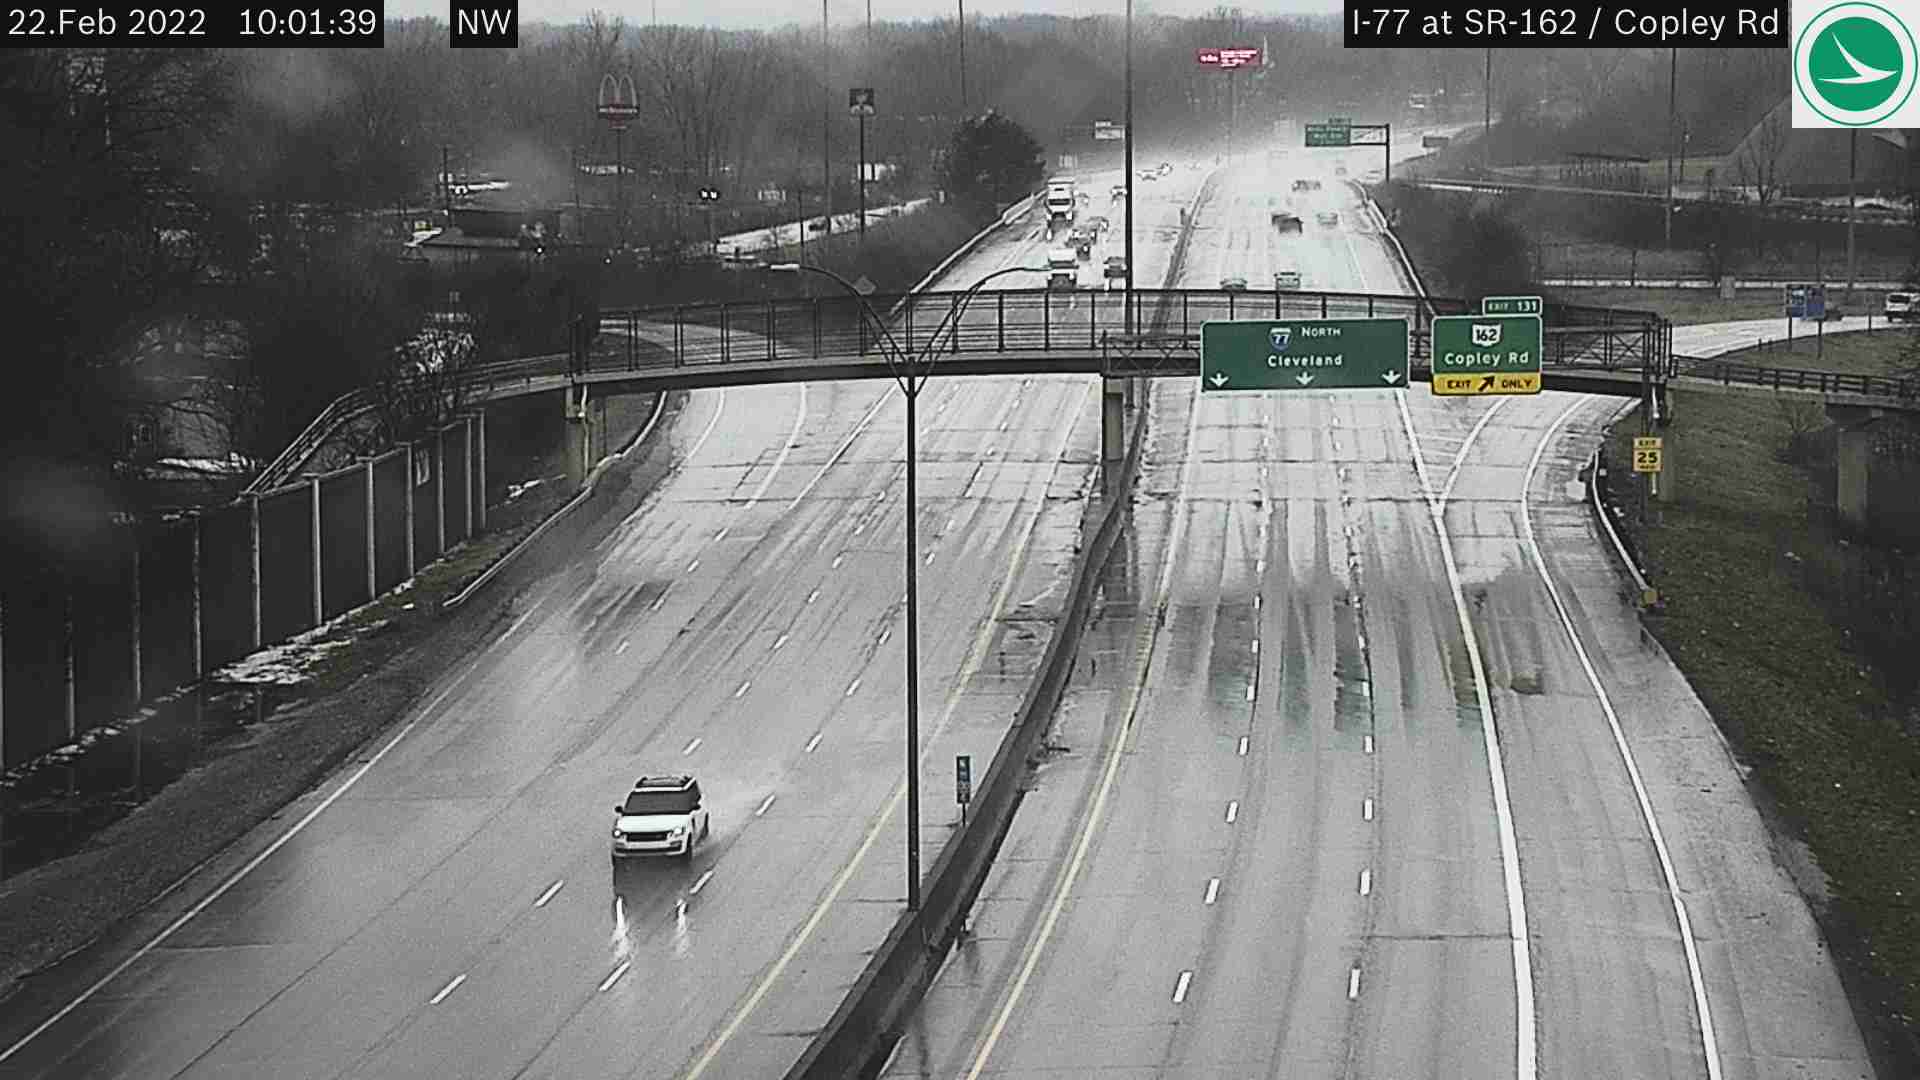 22.Feb 2022 10:01:39
NW
I-77 at SR-162 / Copley Rd
McDonald's
EXIT 131
77 NORTH
Cleveland
162
Copley Rd
EXIT ONLY
EXIT
25